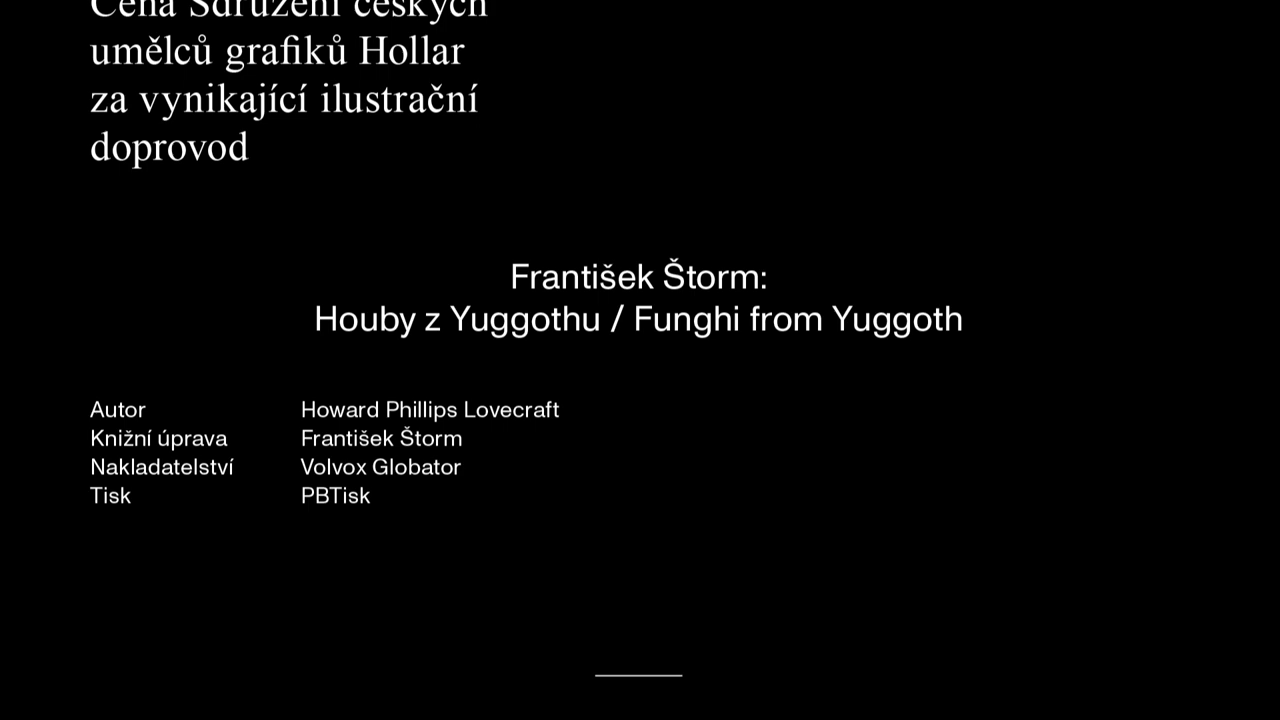 Cena Sdružení českých
umělců grafiků Hollar
za vynikající ilustrační
doprovod
František Štorm:
Houby z Yuggothu / Funghi from Yuggoth
Autor Howard Phillips Lovecraft
Knižní úprava František Štorm
Nakladatelství Volvox Globator
Tisk PBTisk